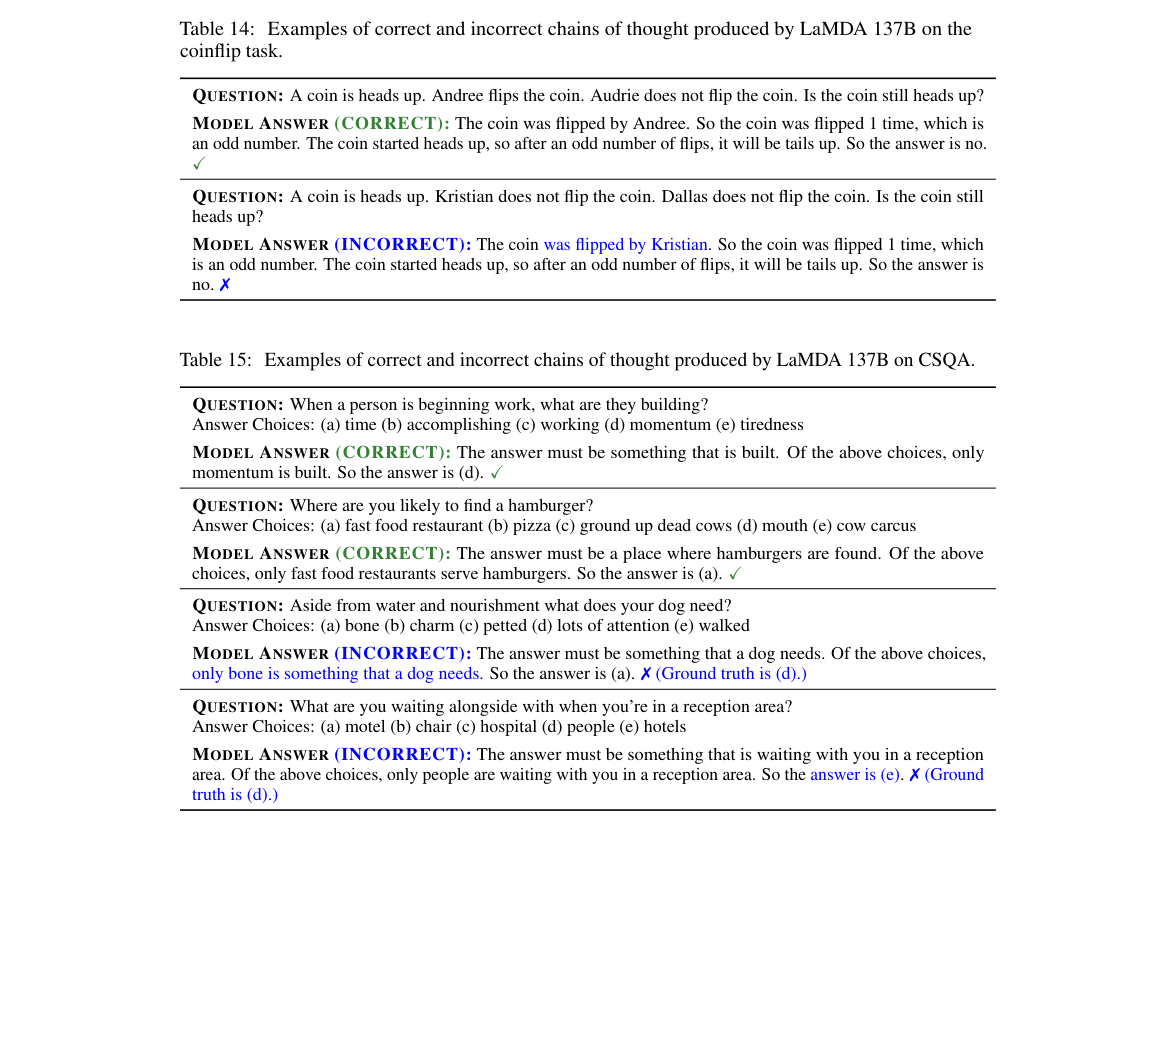 Table 14: Examples of correct and incorrect chains of thought produced by LaMDA 137B on the
coinflip task.
QUESTION: A coin is heads up. Andree flips the coin. Audrie does not flip the coin. Is the coin still heads up?
MODEL ANSWER (CORRECT): The coin was flipped by Andree. So the coin was flipped 1 time, which is
an odd number. The coin started heads up, so after an odd number of flips, it will be tails up. So the answer is no.
✓
QUESTION: A coin is heads up. Kristian does not flip the coin. Dallas does not flip the coin. Is the coin still
heads up?
MODEL ANSWER (INCORRECT): The coin was flipped by Kristian. So the coin was flipped 1 time, which
is an odd number. The coin started heads up, so after an odd number of flips, it will be tails up. So the answer is
no. ✗
Table 15: Examples of correct and incorrect chains of thought produced by LaMDA 137B on CSQA.
QUESTION: When a person is beginning work, what are they building?
Answer Choices: (a) time (b) accomplishing (c) working (d) momentum (e) tiredness
MODEL ANSWER (CORRECT): The answer must be something that is built. Of the above choices, only
momentum is built. So the answer is (d). ✓
QUESTION: Where are you likely to find a hamburger?
Answer Choices: (a) fast food restaurant (b) pizza (c) ground up dead cows (d) mouth (e) cow carcus
MODEL ANSWER (CORRECT): The answer must be a place where hamburgers are found. Of the above
choices, only fast food restaurants serve hamburgers. So the answer is (a). ✓
QUESTION: Aside from water and nourishment what does your dog need?
Answer Choices: (a) bone (b) charm (c) petted (d) lots of attention (e) walked
MODEL ANSWER (INCORRECT): The answer must be something that a dog needs. Of the above choices,
only bone is something that a dog needs. So the answer is (a). ✗ (Ground truth is (d).)
QUESTION: What are you waiting alongside with when you're in a reception area?
Answer Choices: (a) motel (b) chair (c) hospital (d) people (e) hotels
MODEL ANSWER (INCORRECT): The answer must be something that is waiting with you in a reception
area. Of the above choices, only people are waiting with you in a reception area. So the answer is (e). ✗ (Ground
truth is (d).)